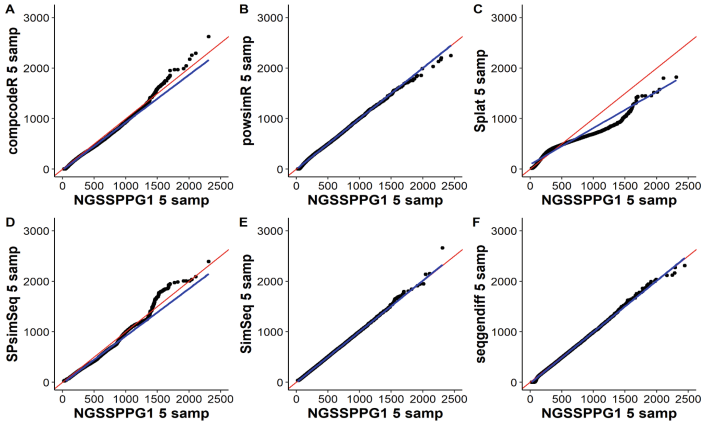 A
compcodeR 5 samp
3000
2000
1000
0
0 500 1000 1500 2000 2500
NGSSPPG1 5 samp
B
powsimR 5 samp
3000
2000
1000
0
0 500 1000 1500 2000 2500
NGSSPPG1 5 samp
C
Splat 5 samp
3000
2000
1000
0
0 500 1000 1500 2000 2500
NGSSPPG1 5 samp
D
SPsimSeq 5 samp
3000
2000
1000
0
0 500 1000 1500 2000 2500
NGSSPPG1 5 samp
E
SimSeq 5 samp
3000
2000
1000
0
0 500 1000 1500 2000 2500
NGSSPPG1 5 samp
F
seqgendiff 5 samp
3000
2000
1000
0
0 500 1000 1500 2000 2500
NGSSPPG1 5 samp